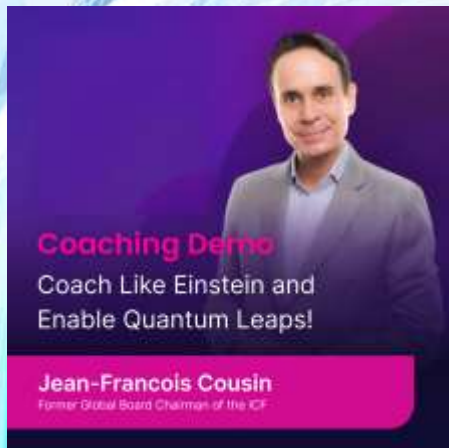 Coaching Demo
Coach Like Einstein and
Enable Quantum Leaps!
Jean-Francois Cousin
Former Global Board Chairman of the ICF